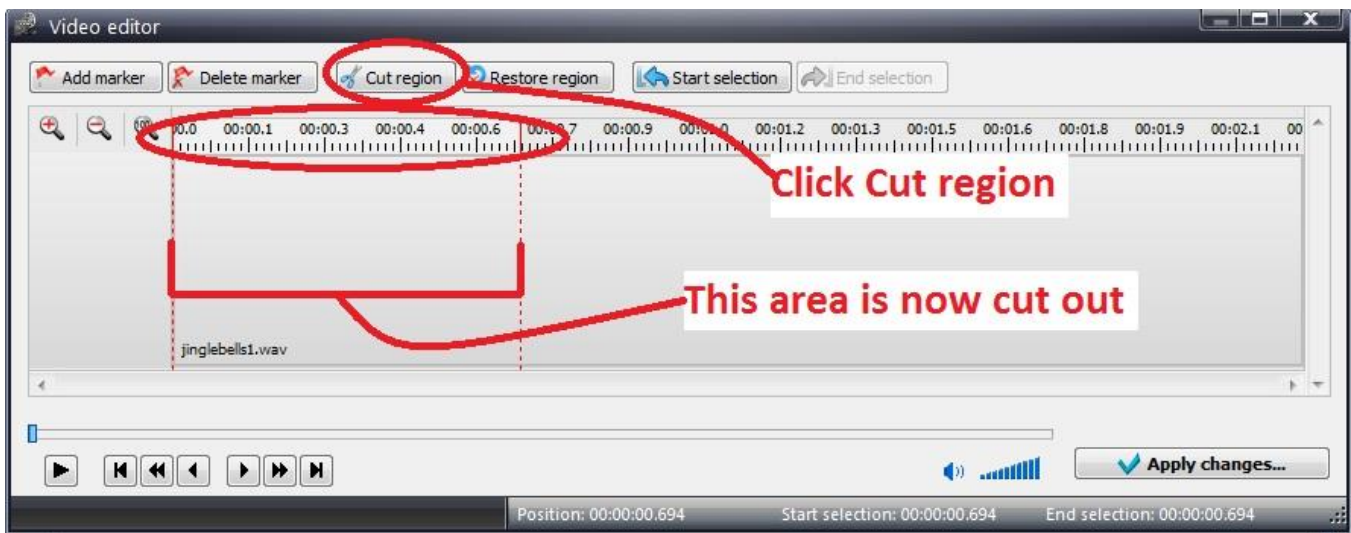 Video editor
Add marker Delete marker Cut region Restore region Start selection End selection
00:00.1 00:00.3 00:00.4 00:00.6 00:00.9 00:01.2 00:01.3 00:01.5 00:01.6 00:01.8 00:01.9 00:02.1 00
Click Cut region
This area is now cut out
jinglebells1.wav
Apply changes...
Position: 00:00:00.694 Start selection: 00:00:00.694 End selection: 00:00:00.694